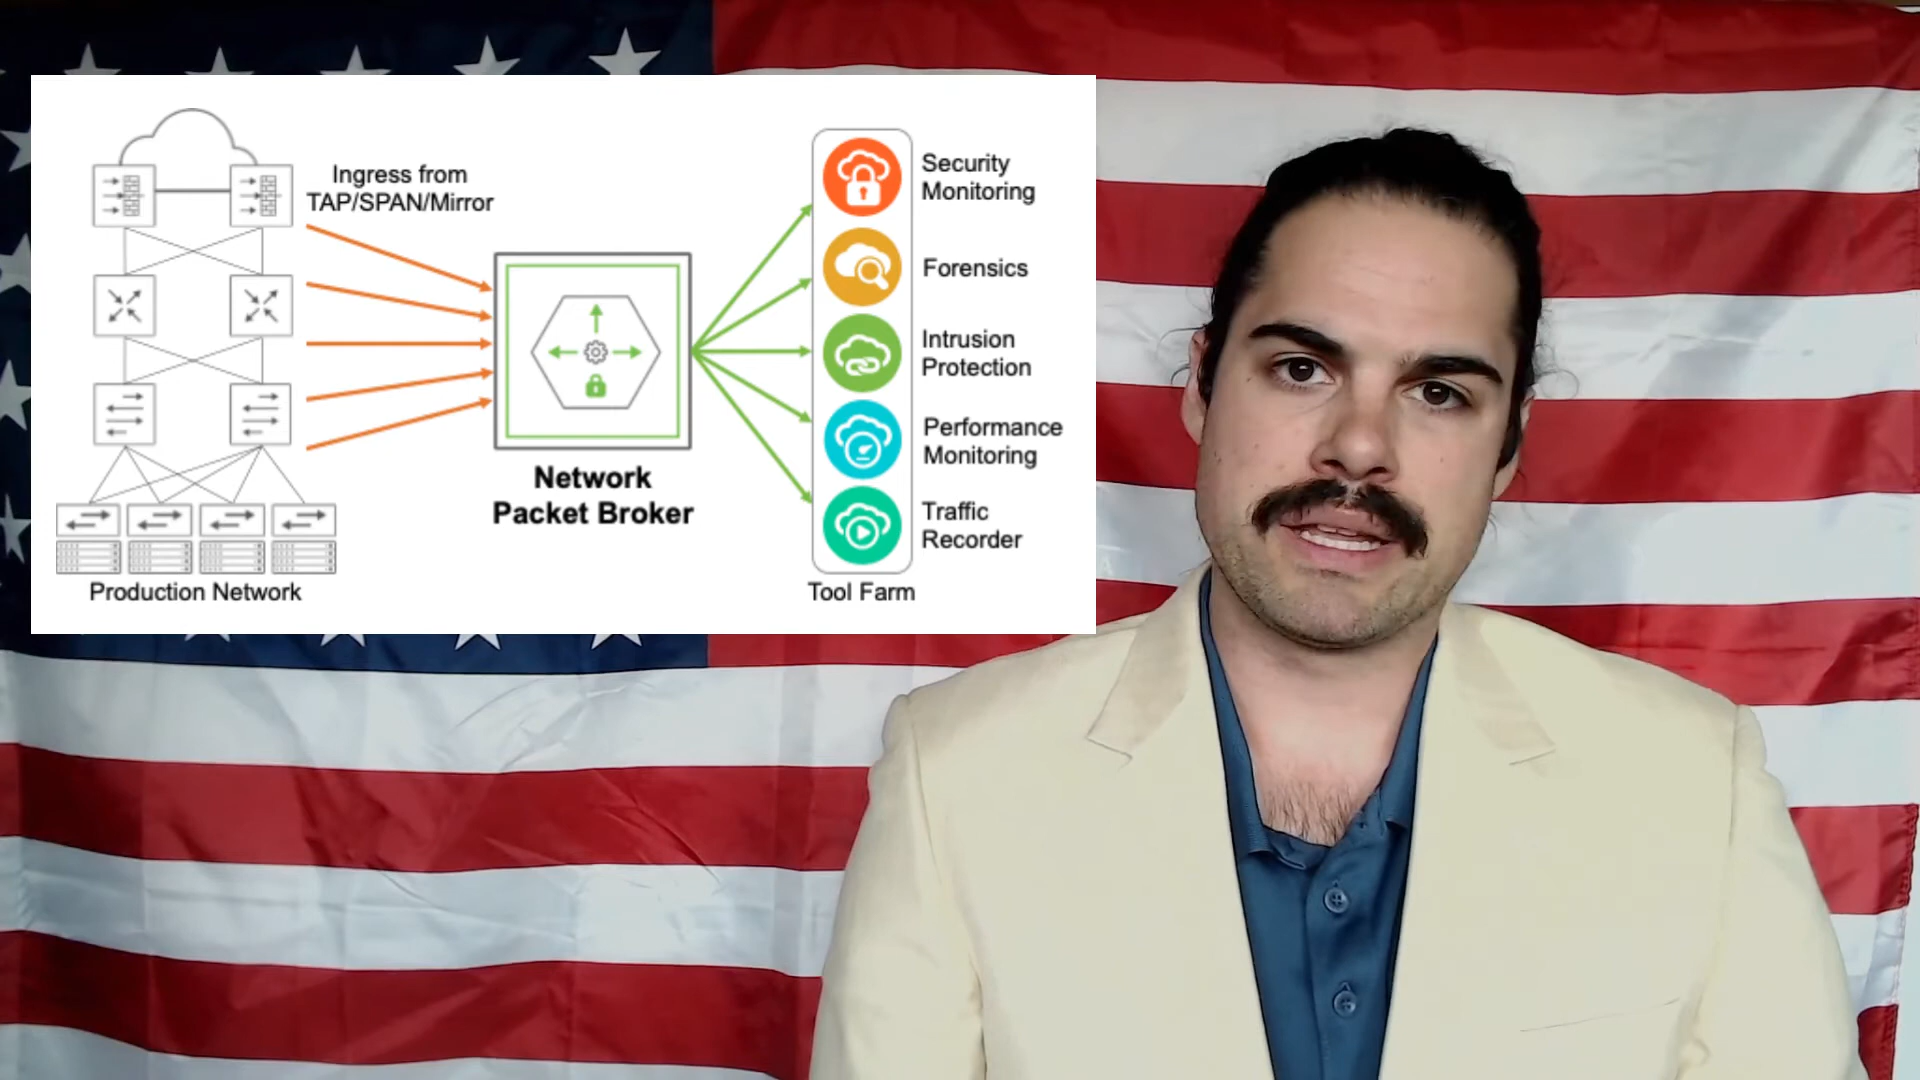 Ingress from
TAP/SPAN/Mirror
Network
Packet Broker
Production Network
Security
Monitoring
Forensics
Intrusion
Protection
Performance
Monitoring
Traffic
Recorder
Tool Farm